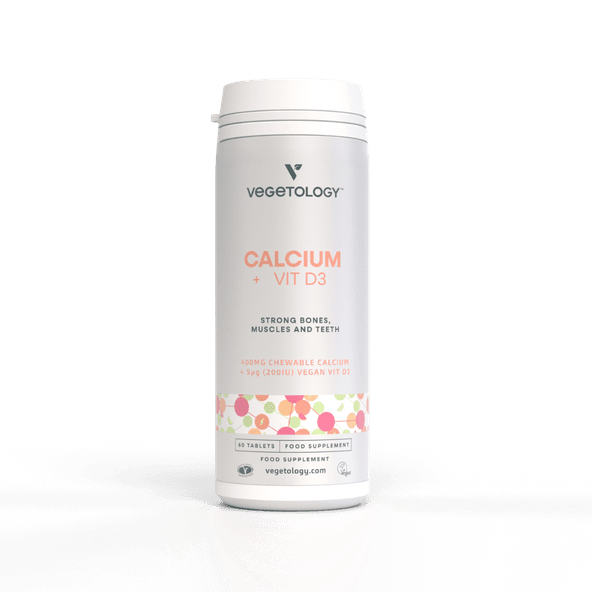 VEGETOLOGY™
CALCIUM
+ VIT D3
STRONG BONES,
MUSCLES AND TEETH
400MG CHEWABLE CALCIUM
+ 5µg (200IU) VEGAN VIT D3
60 TABLETS FOOD SUPPLEMENT
FOOD SUPPLEMENT
vegetology.com